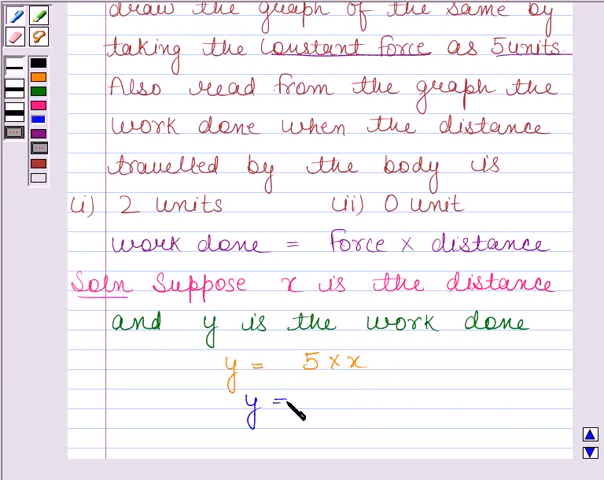 draw the graph of the same by
taking the constant force as 5 units.
Also read from the graph the
work done when the distance
travelled by the body is
(i) 2 units (ii) 0 unit
work done = force × distance
Soln Suppose x is the distance
and y is the work done
y = 5 × x
y =